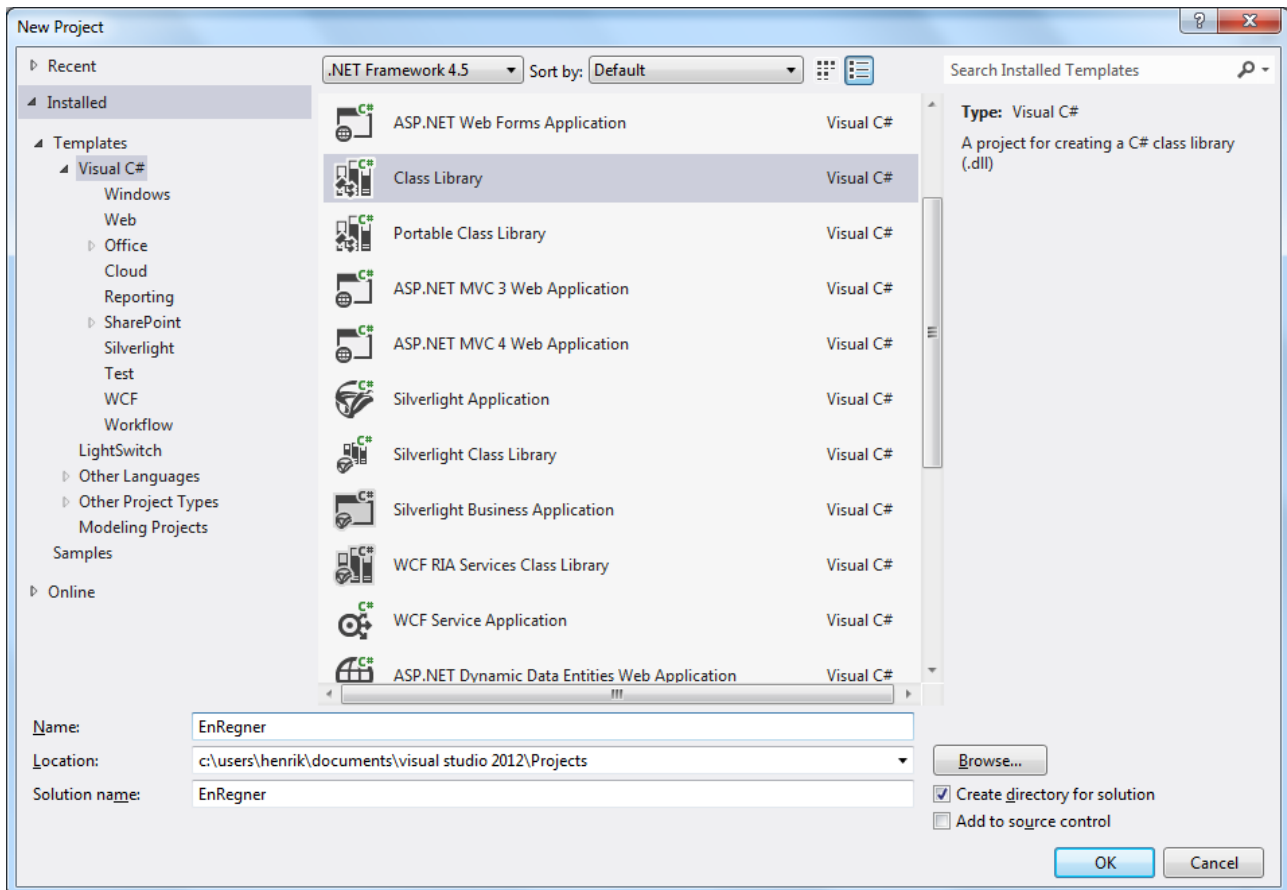 New Project
Recent
.NET Framework 4.5
Sort by: Default
Search Installed Templates
Installed
Templates
Visual C#
Windows
Web
Office
Cloud
Reporting
SharePoint
Silverlight
Test
WCF
Workflow
LightSwitch
Other Languages
Other Project Types
Modeling Projects
Samples
Online
ASP.NET Web Forms Application Visual C#
Class Library Visual C#
Portable Class Library Visual C#
ASP.NET MVC 3 Web Application Visual C#
ASP.NET MVC 4 Web Application Visual C#
Silverlight Application Visual C#
Silverlight Class Library Visual C#
Silverlight Business Application Visual C#
WCF RIA Services Class Library Visual C#
WCF Service Application Visual C#
ASP.NET Dynamic Data Entities Web Application Visual C#
Type: Visual C#
A project for creating a C# class library
(.dll)
Name: EnRegner
Location: c:\users\henrik\documents\visual studio 2012\Projects
Browse...
Solution name: EnRegner
Create directory for solution
Add to source control
OK
Cancel